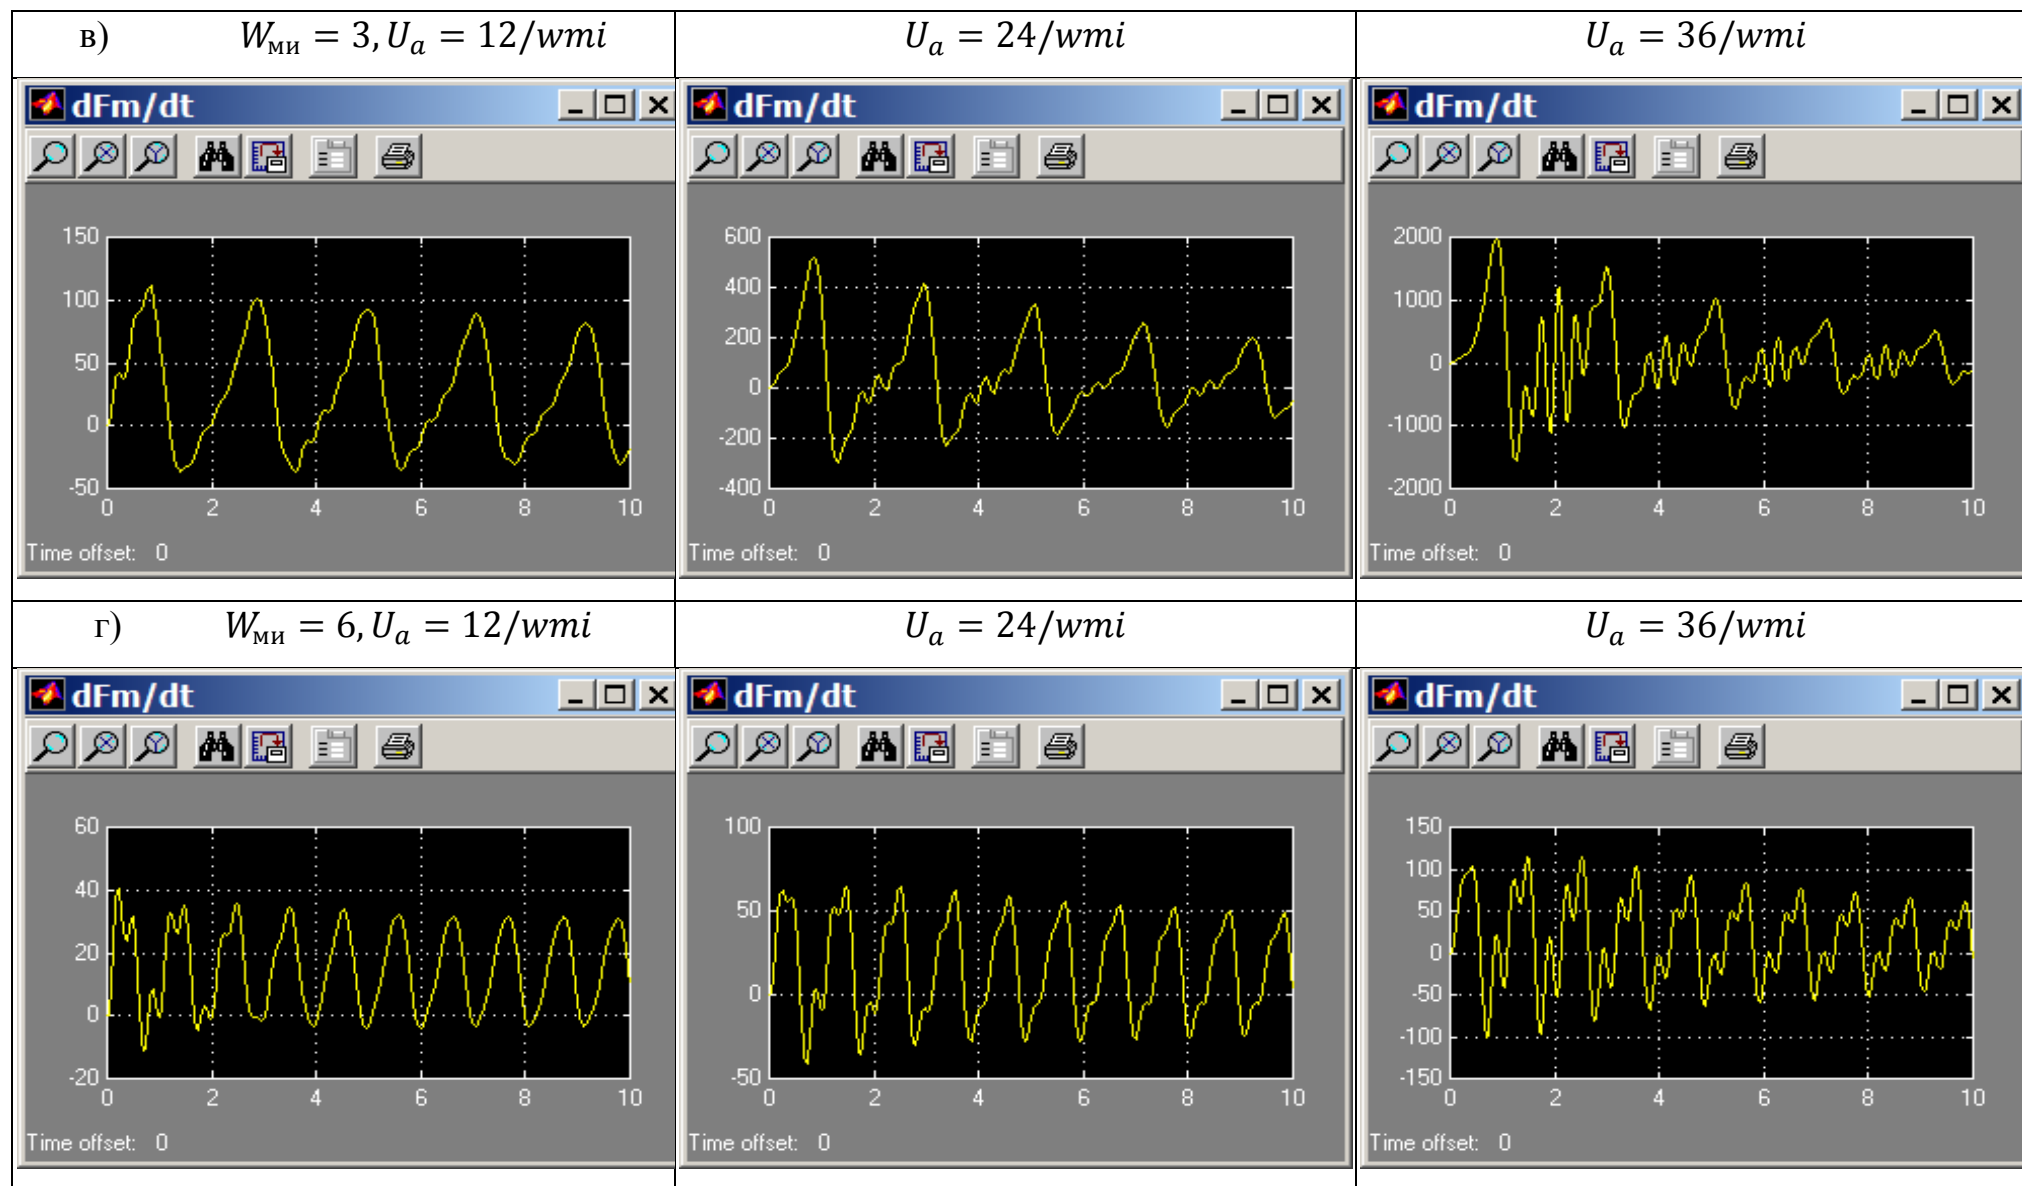 в) W_ми = 3, U_a = 12/wmi
U_a = 24/wmi
U_a = 36/wmi
dFm/dt
150
100
50
0
-50
0 2 4 6 8 10
Time offset: 0
dFm/dt
600
400
200
0
-200
-400
0 2 4 6 8 10
Time offset: 0
dFm/dt
2000
1000
0
-1000
-2000
0 2 4 6 8 10
Time offset: 0
г) W_ми = 6, U_a = 12/wmi
U_a = 24/wmi
U_a = 36/wmi
dFm/dt
60
40
20
0
-20
0 2 4 6 8 10
Time offset: 0
dFm/dt
100
50
0
-50
0 2 4 6 8 10
Time offset: 0
dFm/dt
150
100
50
0
-50
-100
-150
0 2 4 6 8 10
Time offset: 0